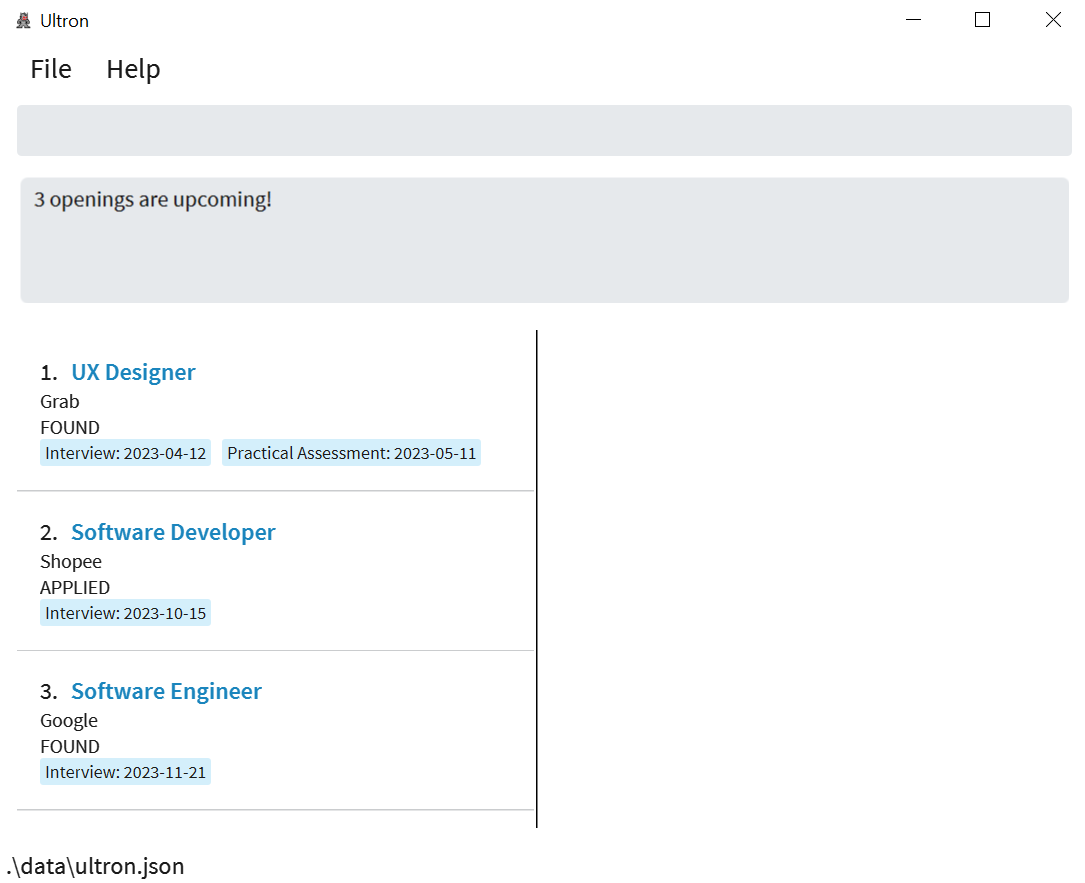 Ultron
File Help
3 openings are upcoming!
1. UX Designer
Grab
FOUND
Interview: 2023-04-12 Practical Assessment: 2023-05-11
2. Software Developer
Shopee
APPLIED
Interview: 2023-10-15
3. Software Engineer
Google
FOUND
Interview: 2023-11-21
.\data\ultron.json